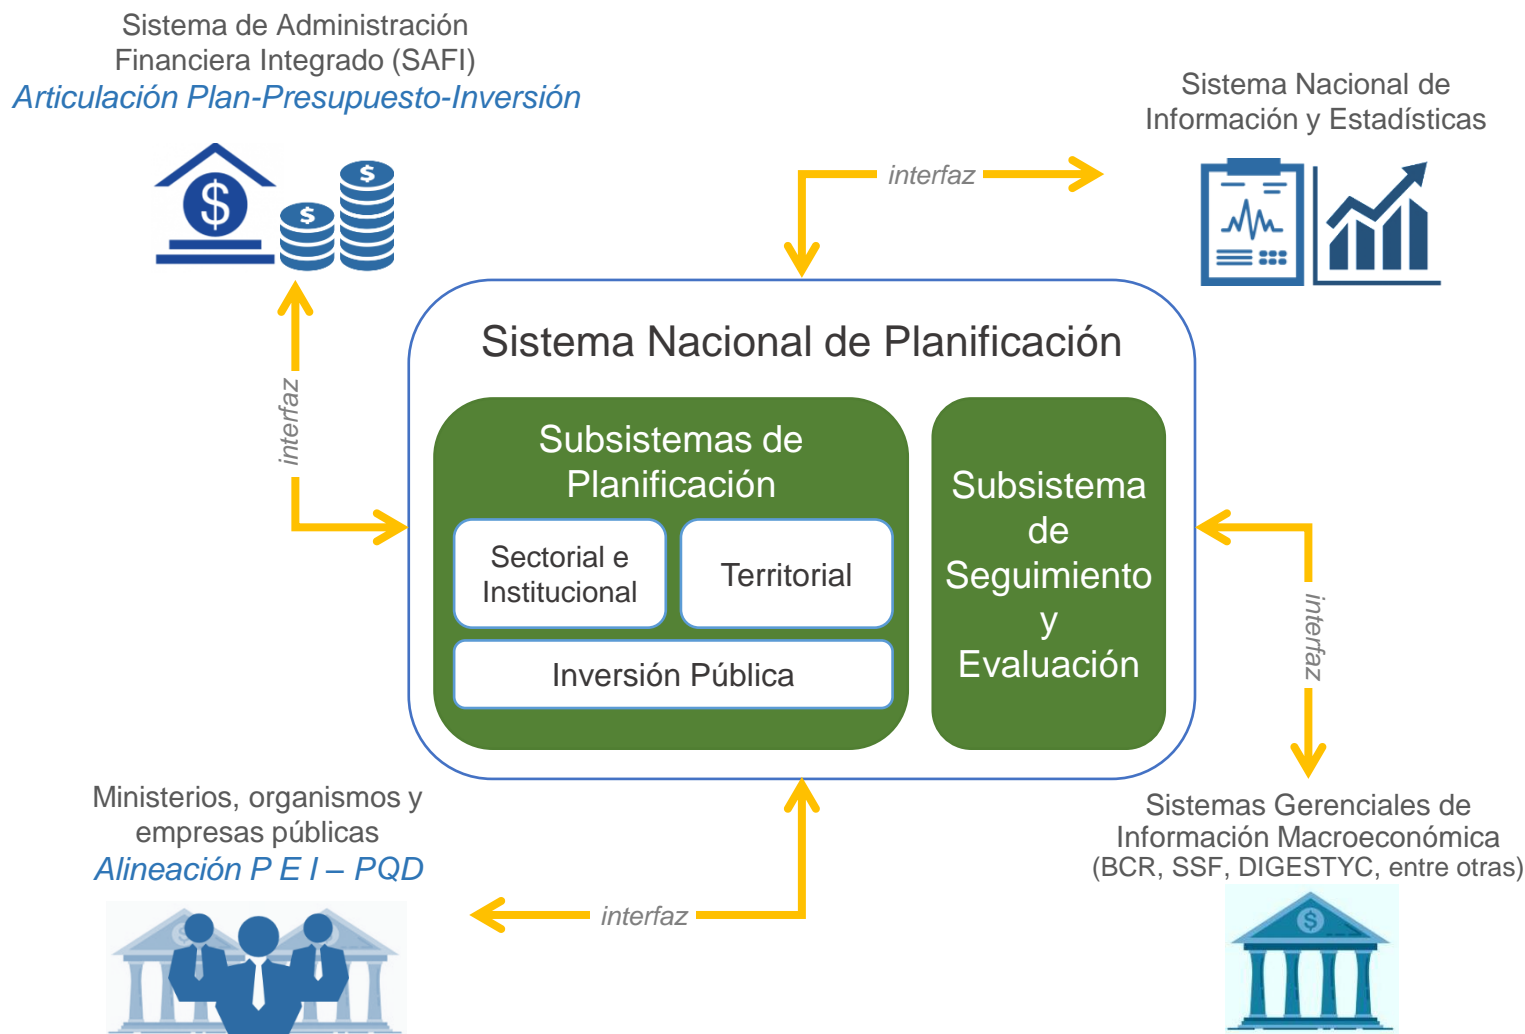 Sistema de Administración
Financiera Integrado (SAFI)
Articulación Plan-Presupuesto-Inversión
$
$
$
Sistema Nacional de
Información y Estadísticas
interfaz
interfaz
Sistema Nacional de Planificación
Subsistemas de
Planificación
Sectorial e
Institucional
Territorial
Inversión Pública
Subsistema
de
Seguimiento
y
Evaluación
interfaz
Ministerios, organismos y
empresas públicas
Alineación P E I – PQD
$
$
interfaz
Sistemas Gerenciales de
Información Macroeconómica
(BCR, SSF, DIGESTYC, entre otras)
$